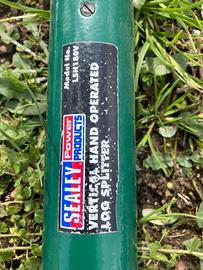 SEALEY
Power
PRODUCTS
Model No.
LSH180V
VERTICAL HAND OPERATED
LOG SPLITTER